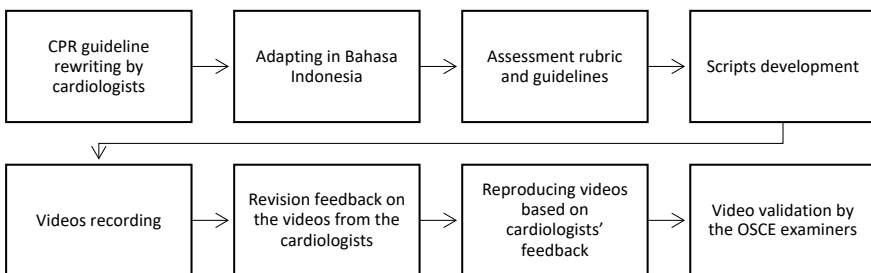 CPR guideline
rewriting by
cardiologists
Adapting in Bahasa
Indonesia
Assessment rubric
and guidelines
Scripts development
Videos recording
Revision feedback on
the videos from the
cardiologists
Reproducing videos
based on
cardiologists’
feedback
Video validation by
the OSCE examiners